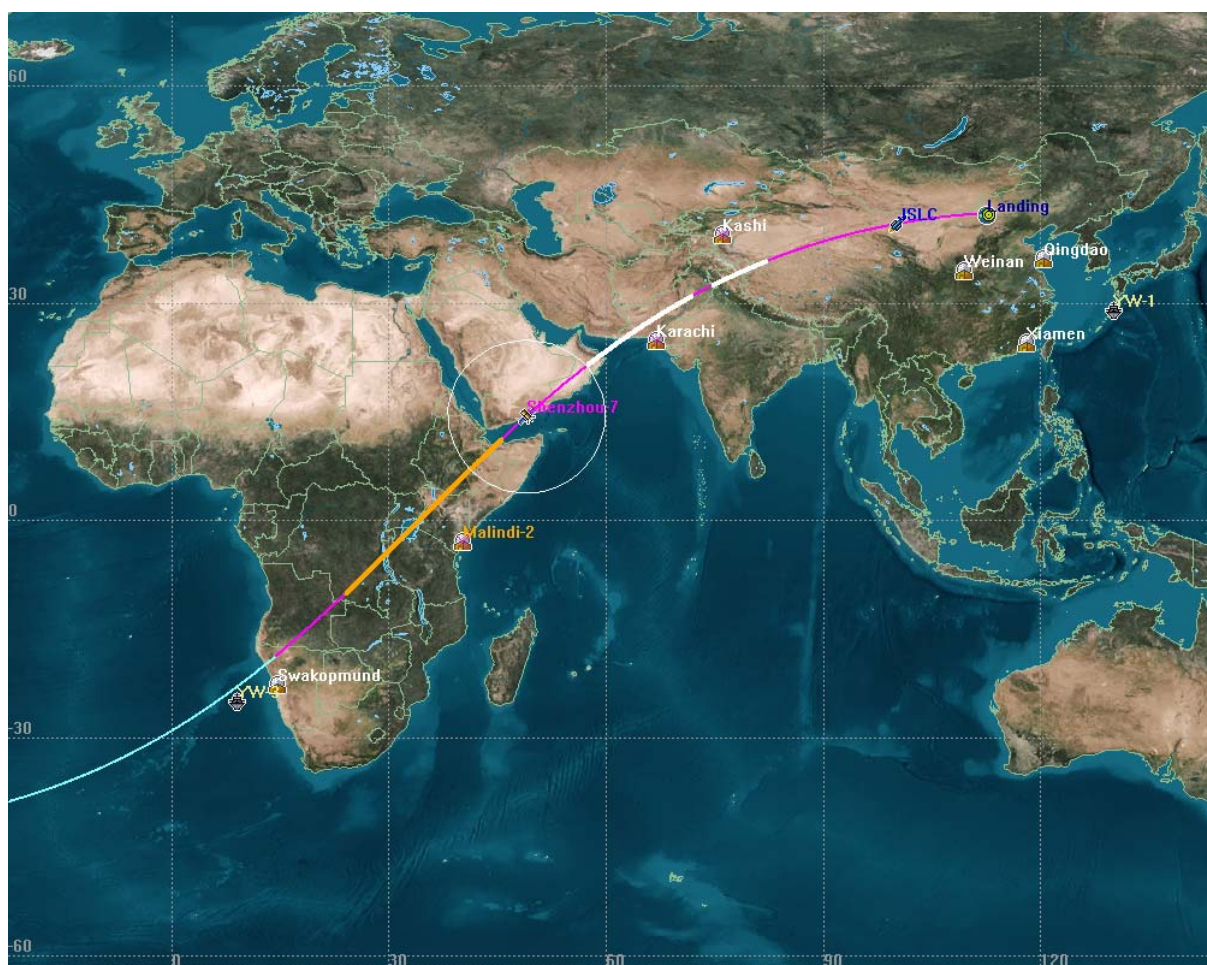 60
JSLC
Landing
Kashi
Qingdao
Weinan
30
YW-1
Karachi
Xiamen
Shenzhou-7
0
Malindi-2
Swakopmund
-30
-60
0
30
60
90
120